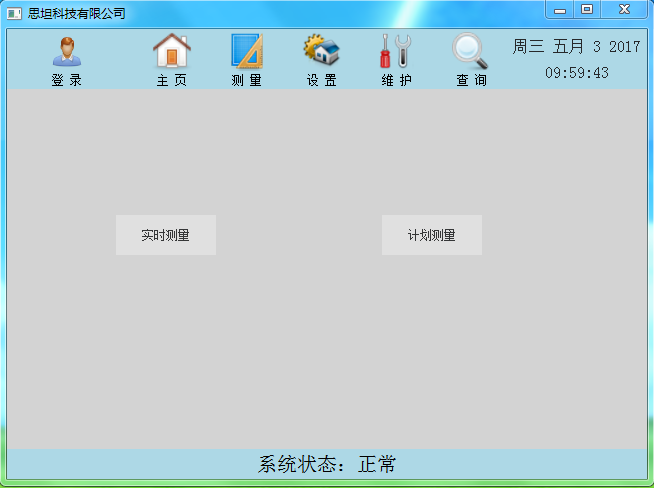 思坦科技有限公司
登 录 主 页 测 量 设 置 维 护 查 询
周三 五月 3 2017
09:59:43
实时测量 计划测量
系统状态：正常